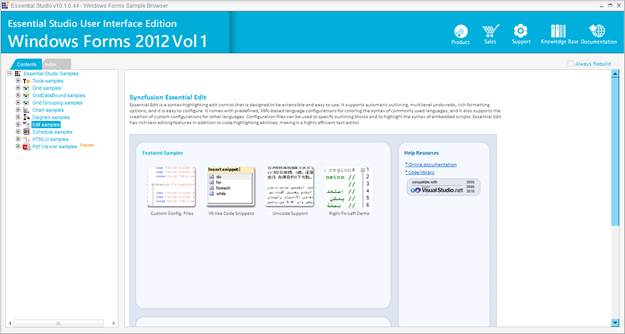 Essential Studio v10.1.0.44 - Windows Forms Sample Browser
Essential Studio User Interface Edition
Windows Forms 2012 Vol 1
Product
Sales
Support
Knowledge Base
Documentation
Contents
Index
Always Rebuild
Essential Studio Samples
Tools samples
Grid samples
GridDataBound samples
Grid Grouping samples
Chart samples
Diagram samples
Edit samples
Schedule samples
HTMLUI samples
Pdf Viewer samples
Preview
Syncfusion Essential Edit
Essential Edit is a syntax-highlighting edit control that is designed to be extensible and easy to use. It supports automatic outlining, multilevel undo/redo, rich formatting
options, and it is easy to configure. It comes with predefined, XML-based language configurations for coloring the syntax of commonly used languages, and it also supports the
creation of custom configurations for other languages. Configuration files can be used to specify outlining blocks and to highlight the syntax of embedded scripts. Essential Edit
has rich-text editing features in addition to code highlighting abilities, making it a highly efficient text editor.
Featured Samples
Insert snippet:
do
for
foreach
while
region
1
2
3
4
5
6
Custom Config. Files
VS-like Code Snippets
Unicode Support
Right-To-Left Demo
Help Resources
Online documentation
Code library
compatible with
Visual Studio.net
2005
2008
2010